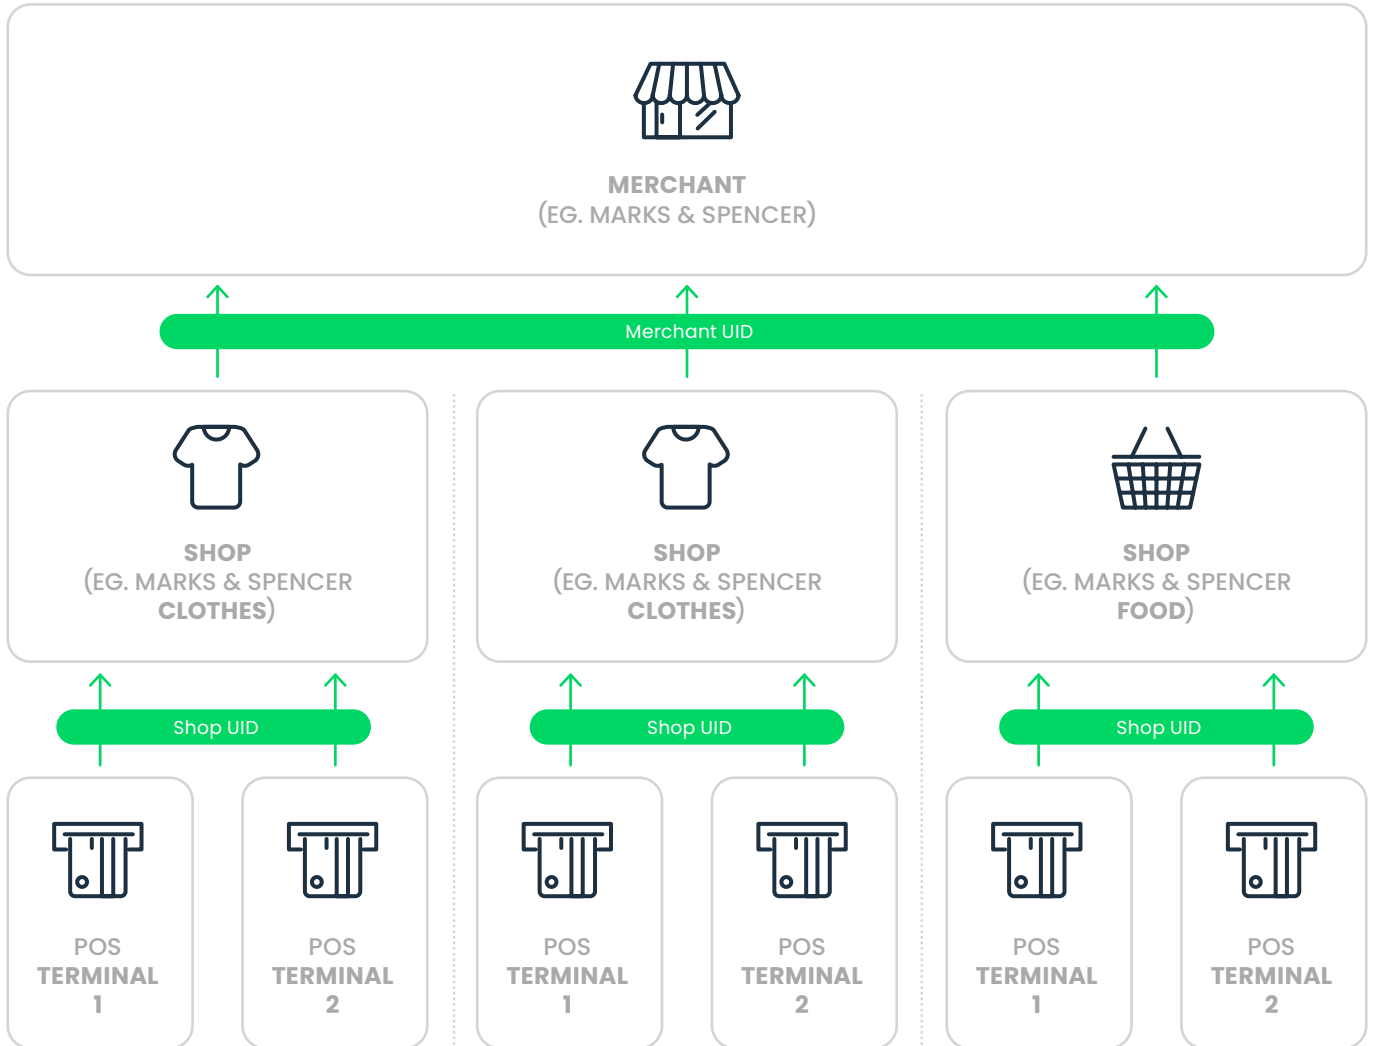 MERCHANT
(EG. MARKS & SPENCER)
Merchant UID
SHOP
(EG. MARKS & SPENCER
CLOTHES)
SHOP
(EG. MARKS & SPENCER
CLOTHES)
SHOP
(EG. MARKS & SPENCER
FOOD)
Shop UID
Shop UID
Shop UID
POS
TERMINAL
1
POS
TERMINAL
2
POS
TERMINAL
1
POS
TERMINAL
2
POS
TERMINAL
1
POS
TERMINAL
2